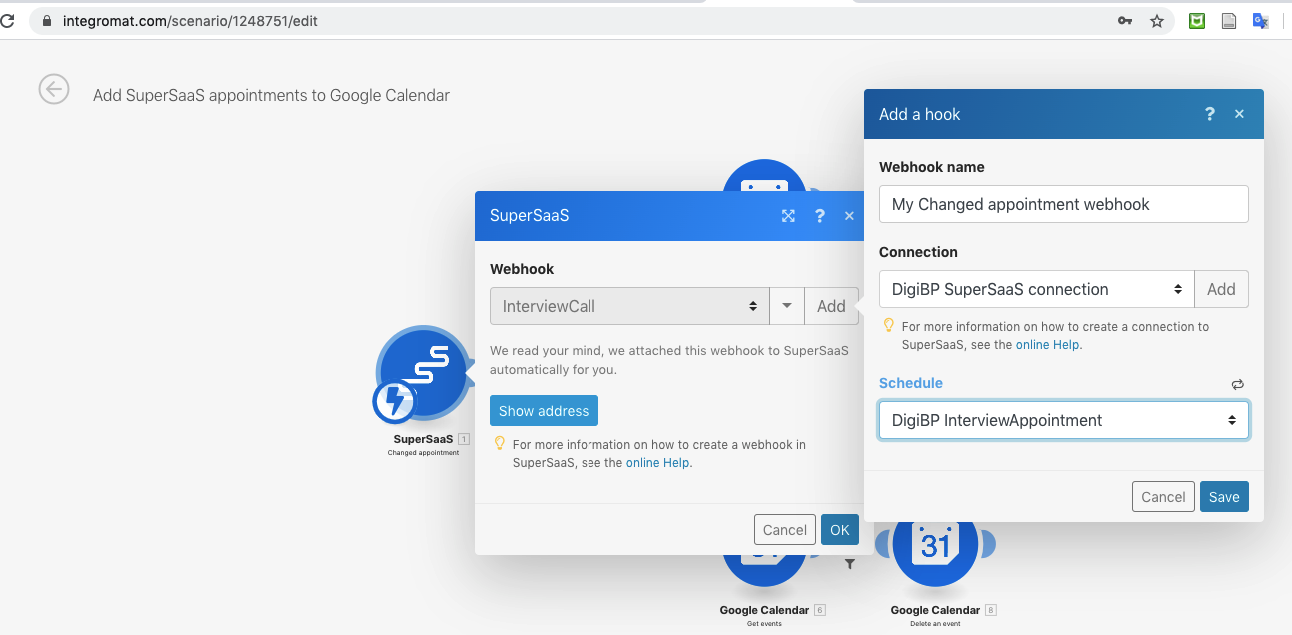 integromat.com/scenario/1248751/edit
Add SuperSaaS appointments to Google Calendar
Add a hook
?
×
Webhook name
My Changed appointment webhook
Connection
DigiBP SuperSaaS connection
Add
For more information on how to create a connection to
SuperSaaS, see the online Help.
Schedule
DigiBP InterviewAppointment
Cancel
Save
SuperSaaS
?
×
Webhook
InterviewCall
Add
We read your mind, we attached this webhook to SuperSaaS
automatically for you.
Show address
For more information on how to create a webhook in
SuperSaaS, see the online Help.
Cancel
OK
SuperSaaS 1
Changed appointment
31
Google Calendar 6
Get events
Google Calendar 8
Delete an event